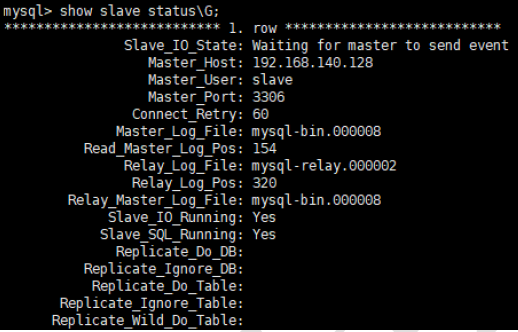 mysql> show slave status\G;
*************************** 1. row ***************************
Slave_IO_State: Waiting for master to send event
Master_Host: 192.168.140.128
Master_User: slave
Master_Port: 3306
Connect_Retry: 60
Master_Log_File: mysql-bin.000008
Read_Master_Log_Pos: 154
Relay_Log_File: mysql-relay.000002
Relay_Log_Pos: 320
Relay_Master_Log_File: mysql-bin.000008
Slave_IO_Running: Yes
Slave_SQL_Running: Yes
Replicate_Do_DB:
Replicate_Ignore_DB:
Replicate_Do_Table:
Replicate_Ignore_Table:
Replicate_Wild_Do_Table: